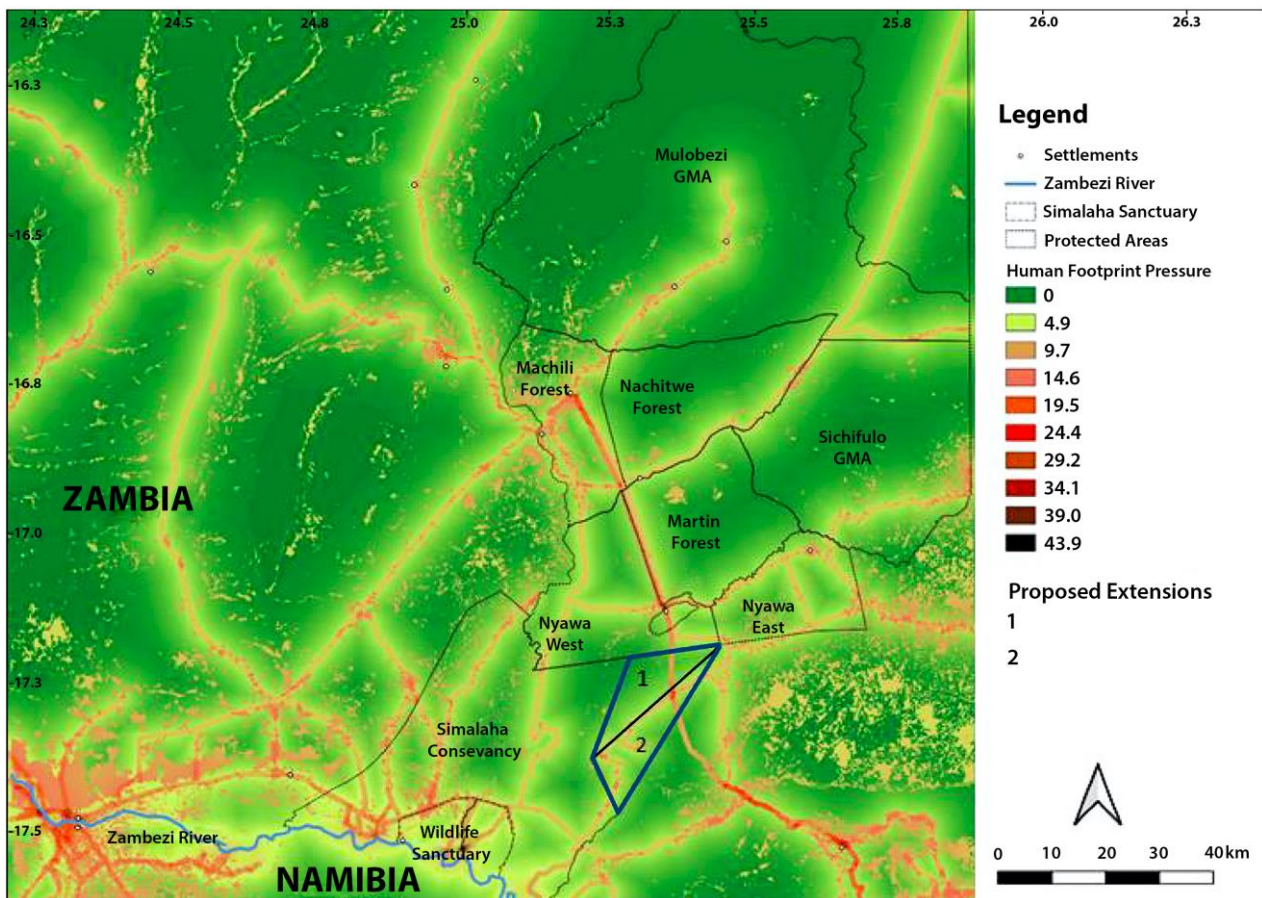 24.3
24.5
24.8
25.0
25.3
25.5
25.8
26.0
26.3
-16.3
-16.5
-16.8
-17.0
-17.3
-17.5
Mulobezi
GMA
Machili
Forest
Nachitwe
Forest
Sichifulo
GMA
ZAMBIA
Martin
Forest
Nyawa
West
Nyawa
East
1
2
Simalaha
Consevancy
Zambezi River
Wildlife
Sanctuary
NAMIBIA
Legend
Settlements
Zambezi River
Simalaha Sanctuary
Protected Areas
Human Footprint Pressure
0
4.9
9.7
14.6
19.5
24.4
29.2
34.1
39.0
43.9
Proposed Extensions
1
2
0 10 20 30 40 km